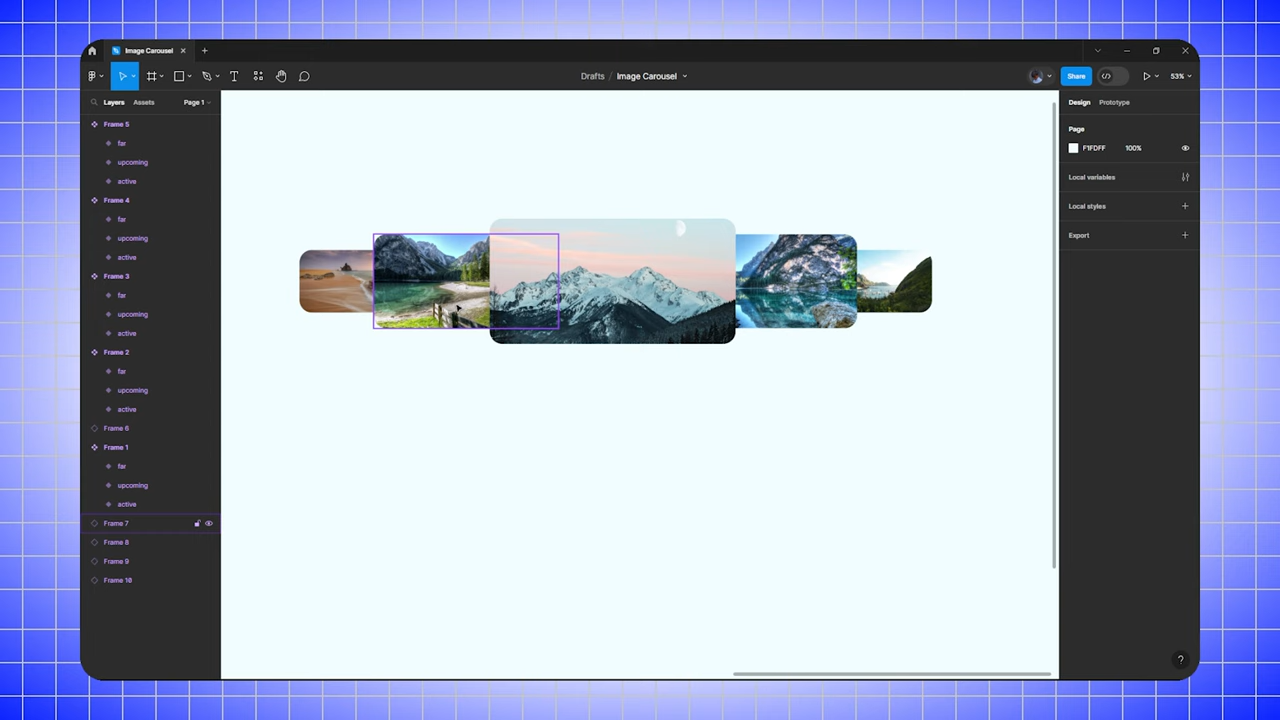 Image Carousel
Drafts / Image Carousel
Share
53%
Layers Assets Page 1
Frame 5
far
upcoming
active
Frame 4
far
upcoming
active
Frame 3
far
upcoming
active
Frame 2
far
upcoming
active
Frame 6
Frame 1
far
upcoming
active
Frame 7
Frame 8
Frame 9
Frame 10
Design Prototype
Page
F1FDFF 100%
Local variables
Local styles
Export
?